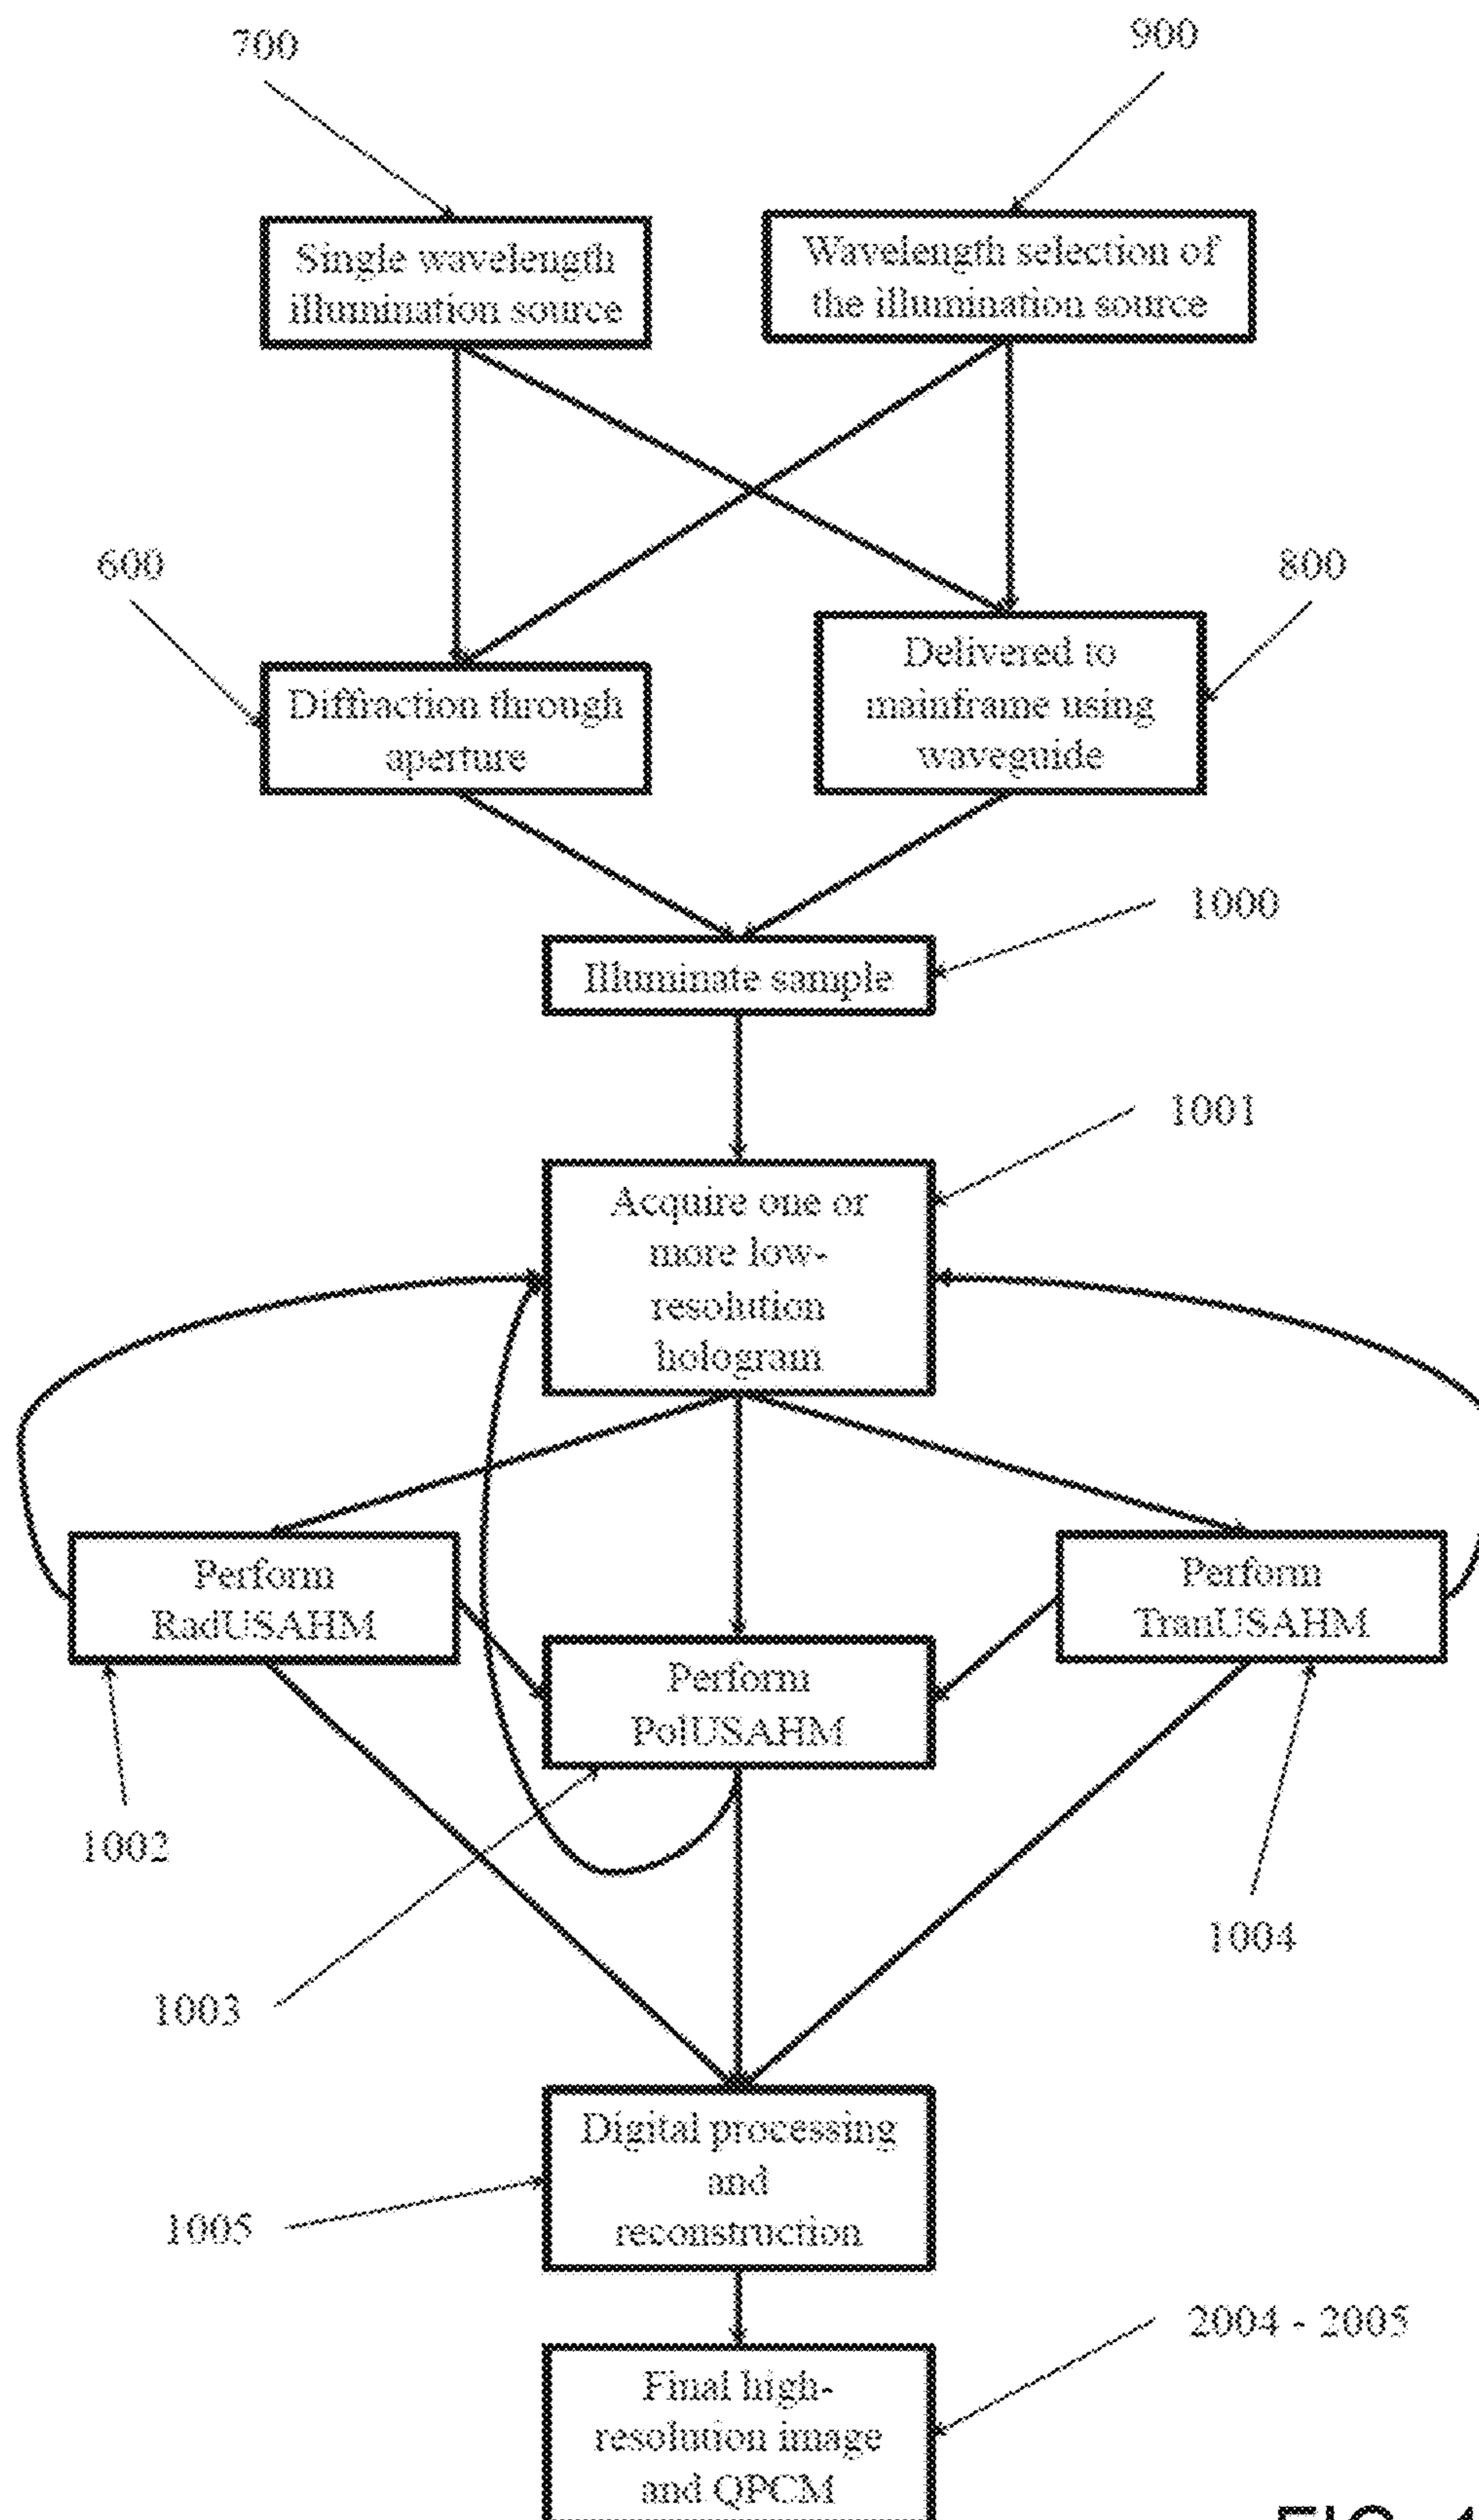 700
900
Single wavelength
illumination source
Wavelength selection of
the illumination source
600
800
Diffraction through
aperture
Delivered to
mainframe using
waveguide
1000
Illuminate sample
1001
Acquire one or
more low-
resolution
hologram
Perform
RadUSAHM
Perform
TranUSAHM
Perform
PolUSAHM
1002
1004
1003
Digital processing
and
reconstruction
1005
2004 - 2005
Final high-
resolution image
and QPCM